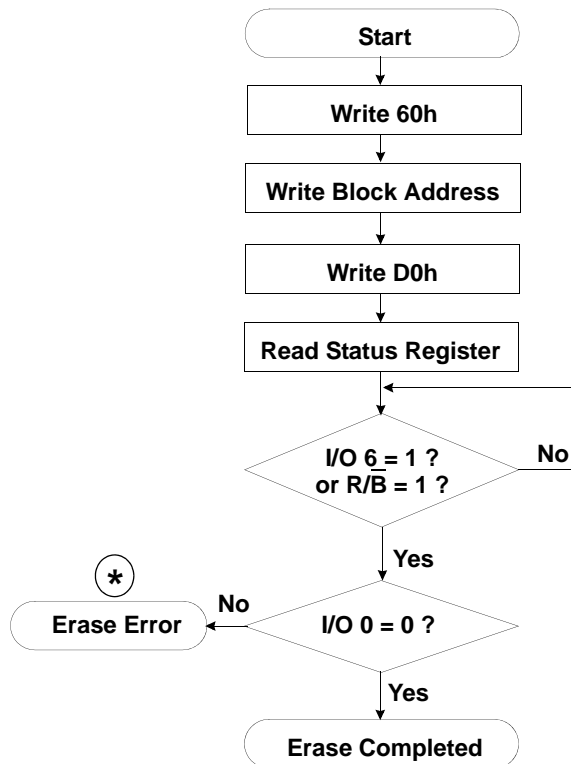 Start
Write 60h
Write Block Address
Write D0h
Read Status Register
I/O 6 = 1 ?
or R/B̅ = 1 ?
No
Yes
*
No
Erase Error
I/O 0 = 0 ?
Yes
Erase Completed